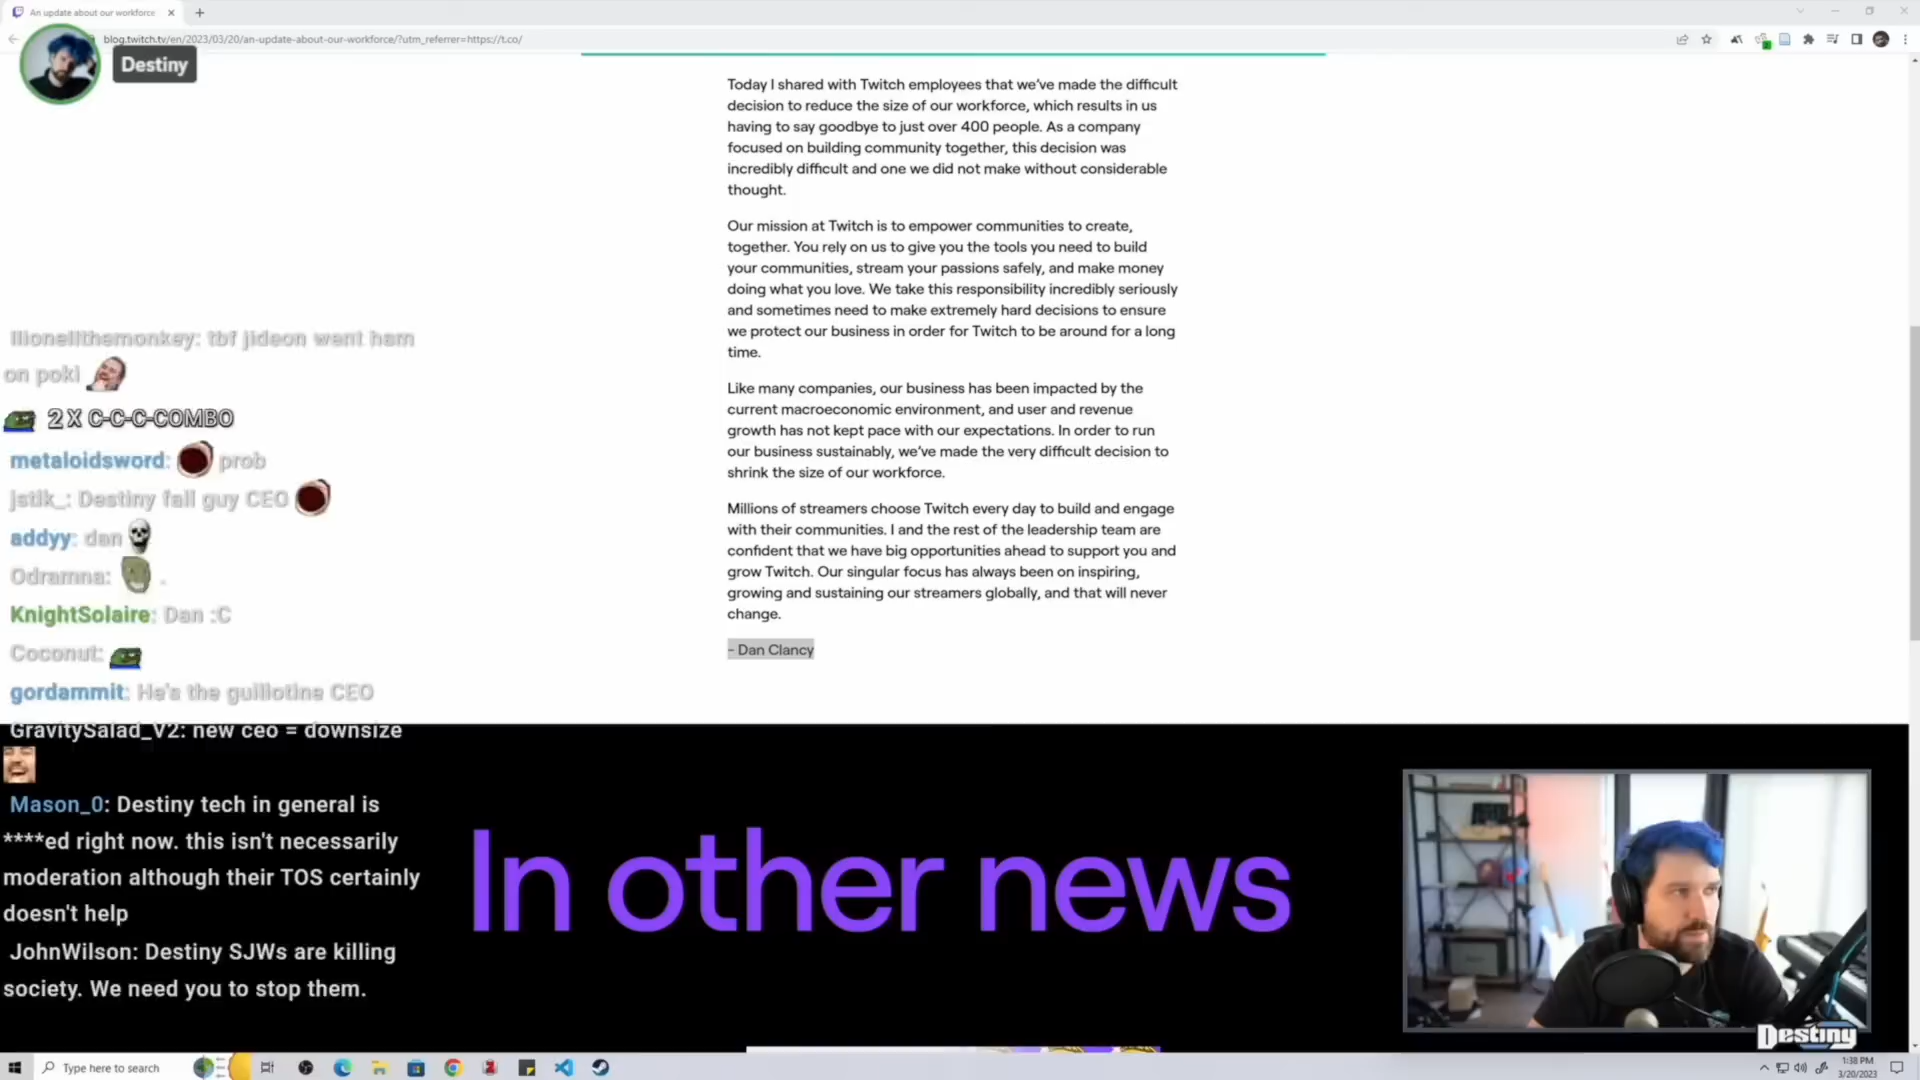 An update about our workforce
blog.twitch.tv/en/2023/03/20/an-update-about-our-workforce/?utm_referrer=https://t.co/
Destiny
Today I shared with Twitch employees that we've made the difficult
decision to reduce the size of our workforce, which results in us
having to say goodbye to just over 400 people. As a company
focused on building community together, this decision was
incredibly difficult and one we did not make without considerable
thought.
Our mission at Twitch is to empower communities to create,
together. You rely on us to give you the tools you need to build
your communities, stream your passions safely, and make money
doing what you love. We take this responsibility incredibly seriously
and sometimes need to make extremely hard decisions to ensure
we protect our business in order for Twitch to be around for a long
time.
Like many companies, our business has been impacted by the
current macroeconomic environment, and user and revenue
growth has not kept pace with our expectations. In order to run
our business sustainably, we've made the very difficult decision to
shrink the size of our workforce.
Millions of streamers choose Twitch every day to build and engage
with their communities. I and the rest of the leadership team are
confident that we have big opportunities ahead to support you and
grow Twitch. Our singular focus has always been on inspiring,
growing and sustaining our streamers globally, and that will never
change.
- Dan Clancy
tbf jideon went ham
on poki
2 X C-C-C-COMBO
metaloidsword: prob
jstik_: Destiny fall guy CEO
addyy: dan
Odramna: .
KnightSolaire: Dan :C
Coconut:
gordammit: He's the guillotine CEO
GravitySalad_V2: new ceo = downsize
Mason_0: Destiny tech in general is
****ed right now. this isn't necessarily
moderation although their TOS certainly
doesn't help
JohnWilson: Destiny SJWs are killing
society. We need you to stop them.
In other news
Destiny
Type here to search
1:38 PM
3/20/2023